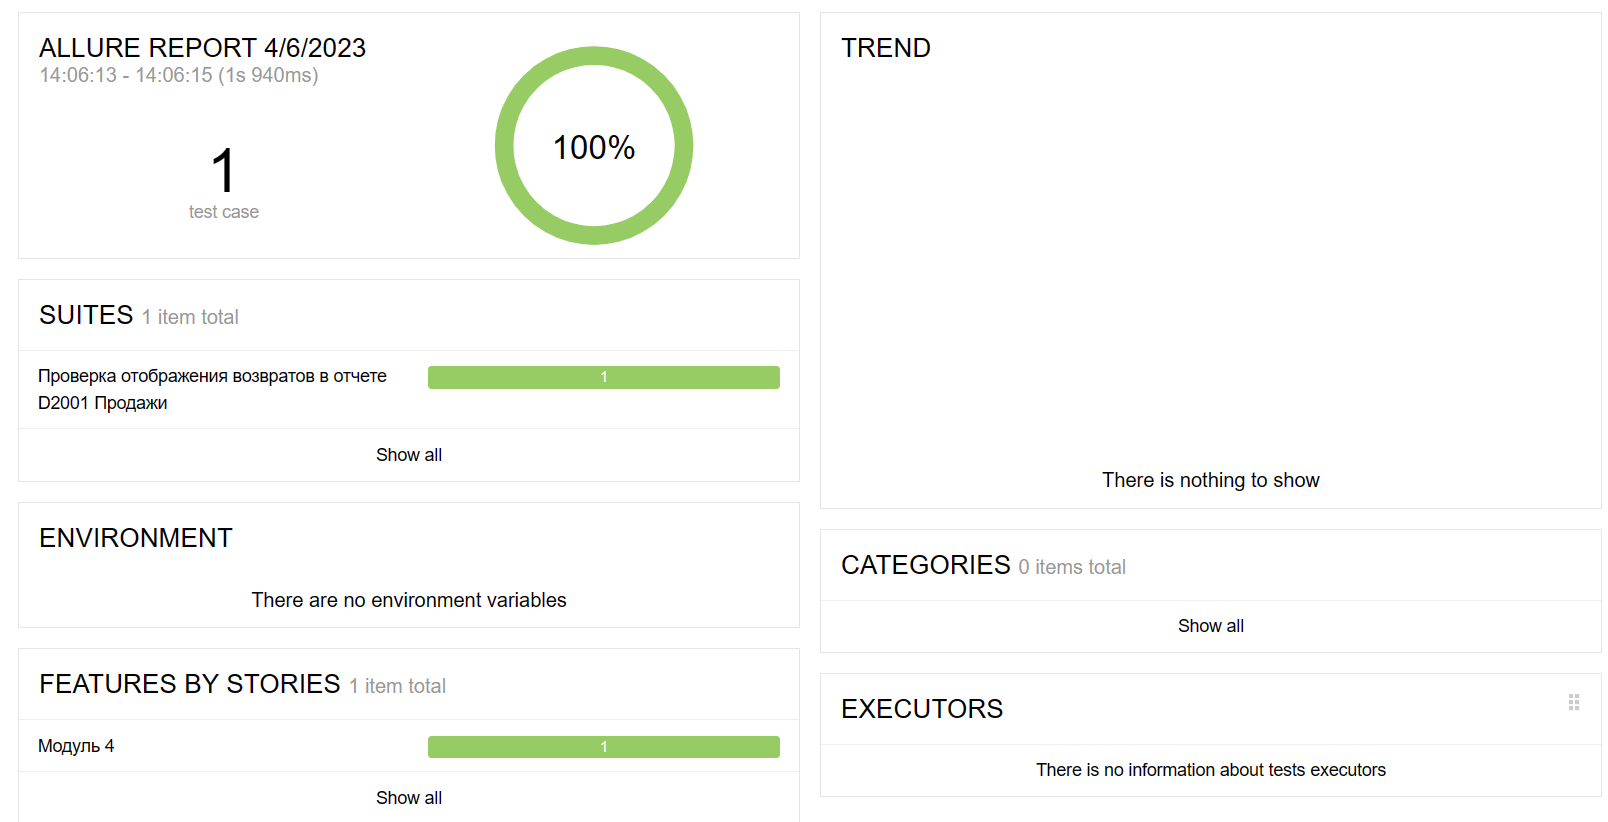 ALLURE REPORT 4/6/2023
14:06:13 - 14:06:15 (1s 940ms)
1
test case
100%
SUITES 1 item total
Проверка отображения возвратов в отчете
D2001 Продажи
1
Show all
ENVIRONMENT
There are no environment variables
FEATURES BY STORIES 1 item total
Модуль 4
1
Show all
TREND
There is nothing to show
CATEGORIES 0 items total
Show all
EXECUTORS
There is no information about tests executors